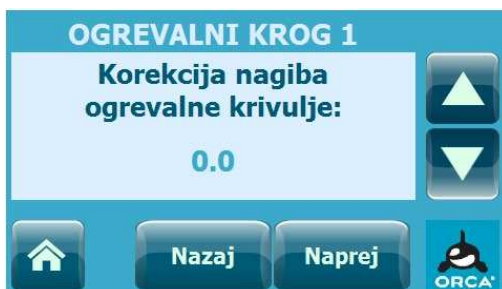 OGREVALNI KROG 1
Korekcija nagiba
ogrevalne krivulje:
0.0
Nazaj
Naprej
ORCA